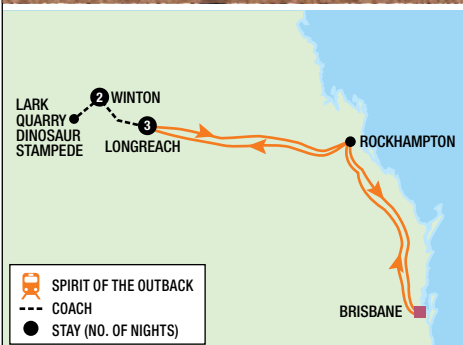 2 WINTON
LARK
QUARRY
DINOSAUR
STAMPEDE
3
LONGREACH
ROCKHAMPTON
BRISBANE
SPIRIT OF THE OUTBACK
COACH
STAY (NO. OF NIGHTS)